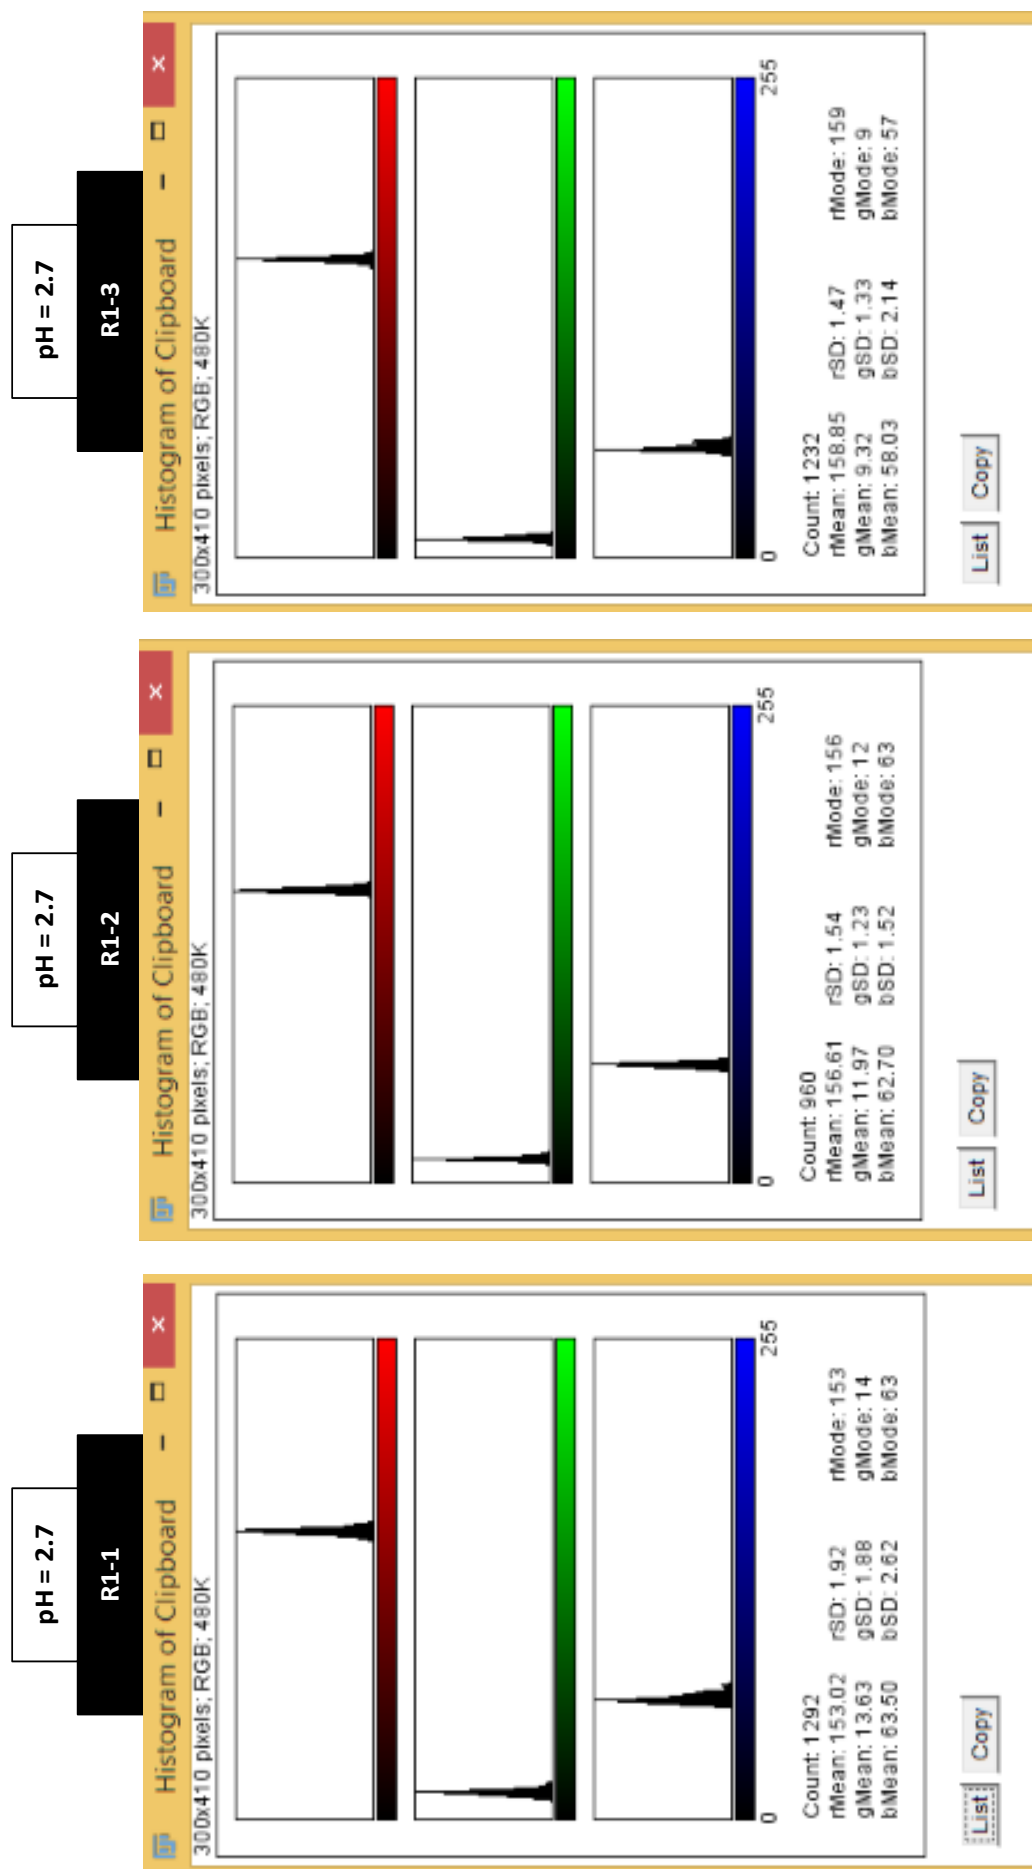 pH = 2.7
R1-1
Histogram of Clipboard
300x410 pixels; RGB; 480K
0
255
Count: 1292
rMean: 153.02 rSD: 1.92 rMode: 153
gMean: 13.63 gSD: 1.88 gMode: 14
bMean: 63.50 bSD: 2.62 bMode: 63
List Copy
pH = 2.7
R1-2
Histogram of Clipboard
300x410 pixels; RGB; 480K
0
255
Count: 960
rMean: 156.61 rSD: 1.54 rMode: 156
gMean: 11.97 gSD: 1.23 gMode: 12
bMean: 62.70 bSD: 1.52 bMode: 63
List Copy
pH = 2.7
R1-3
Histogram of Clipboard
300x410 pixels; RGB; 480K
0
255
Count: 1232
rMean: 158.85 rSD: 1.47 rMode: 159
gMean: 9.32 gSD: 1.33 gMode: 9
bMean: 58.03 bSD: 2.14 bMode: 57
List Copy